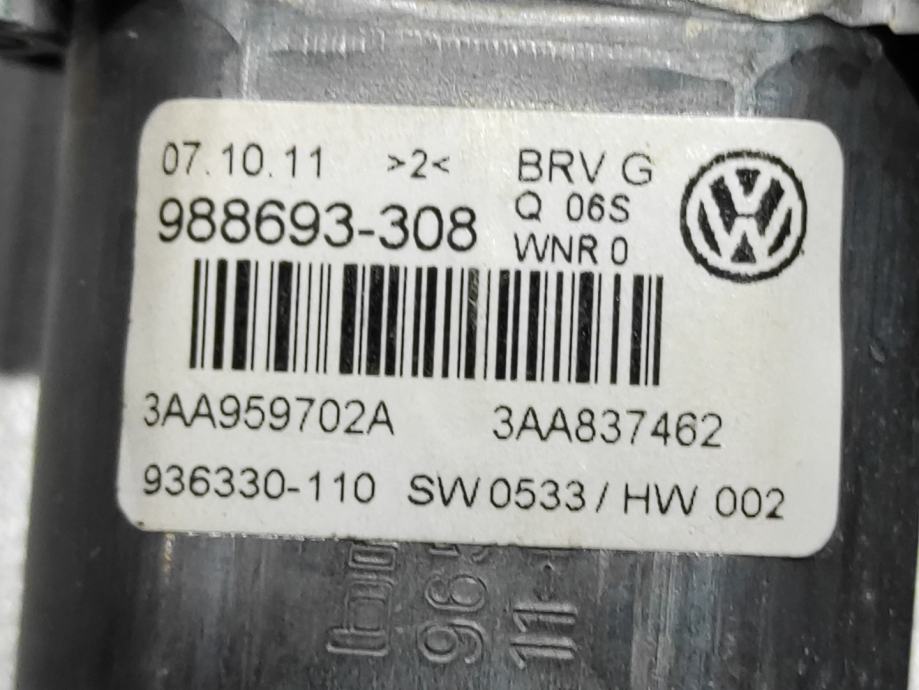 07.10.11 >2< BRV G
988693-308 Q 06S
WNR 0
3AA959702A 3AA837462
936330-110 SW 0533 / HW 002